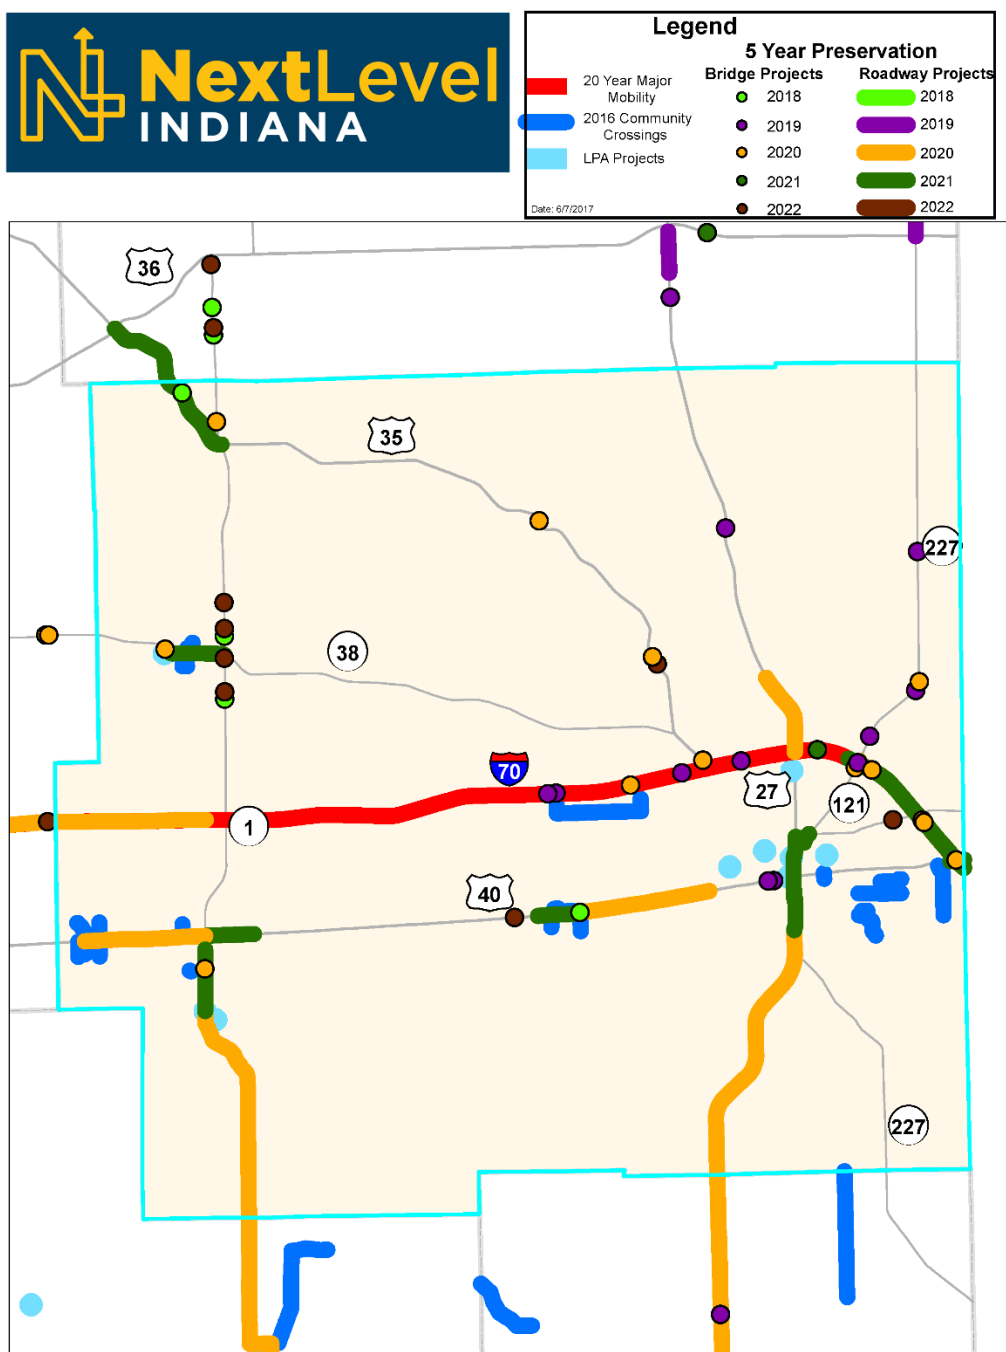 NextLevel
INDIANA
Legend
5 Year Preservation
Bridge Projects
Roadway Projects
20 Year Major
Mobility
2016 Community
Crossings
LPA Projects
2018
2019
2020
2021
2022
2018
2019
2020
2021
2022
Date: 6/7/2017
36
35
227
38
70
27
121
1
40
227